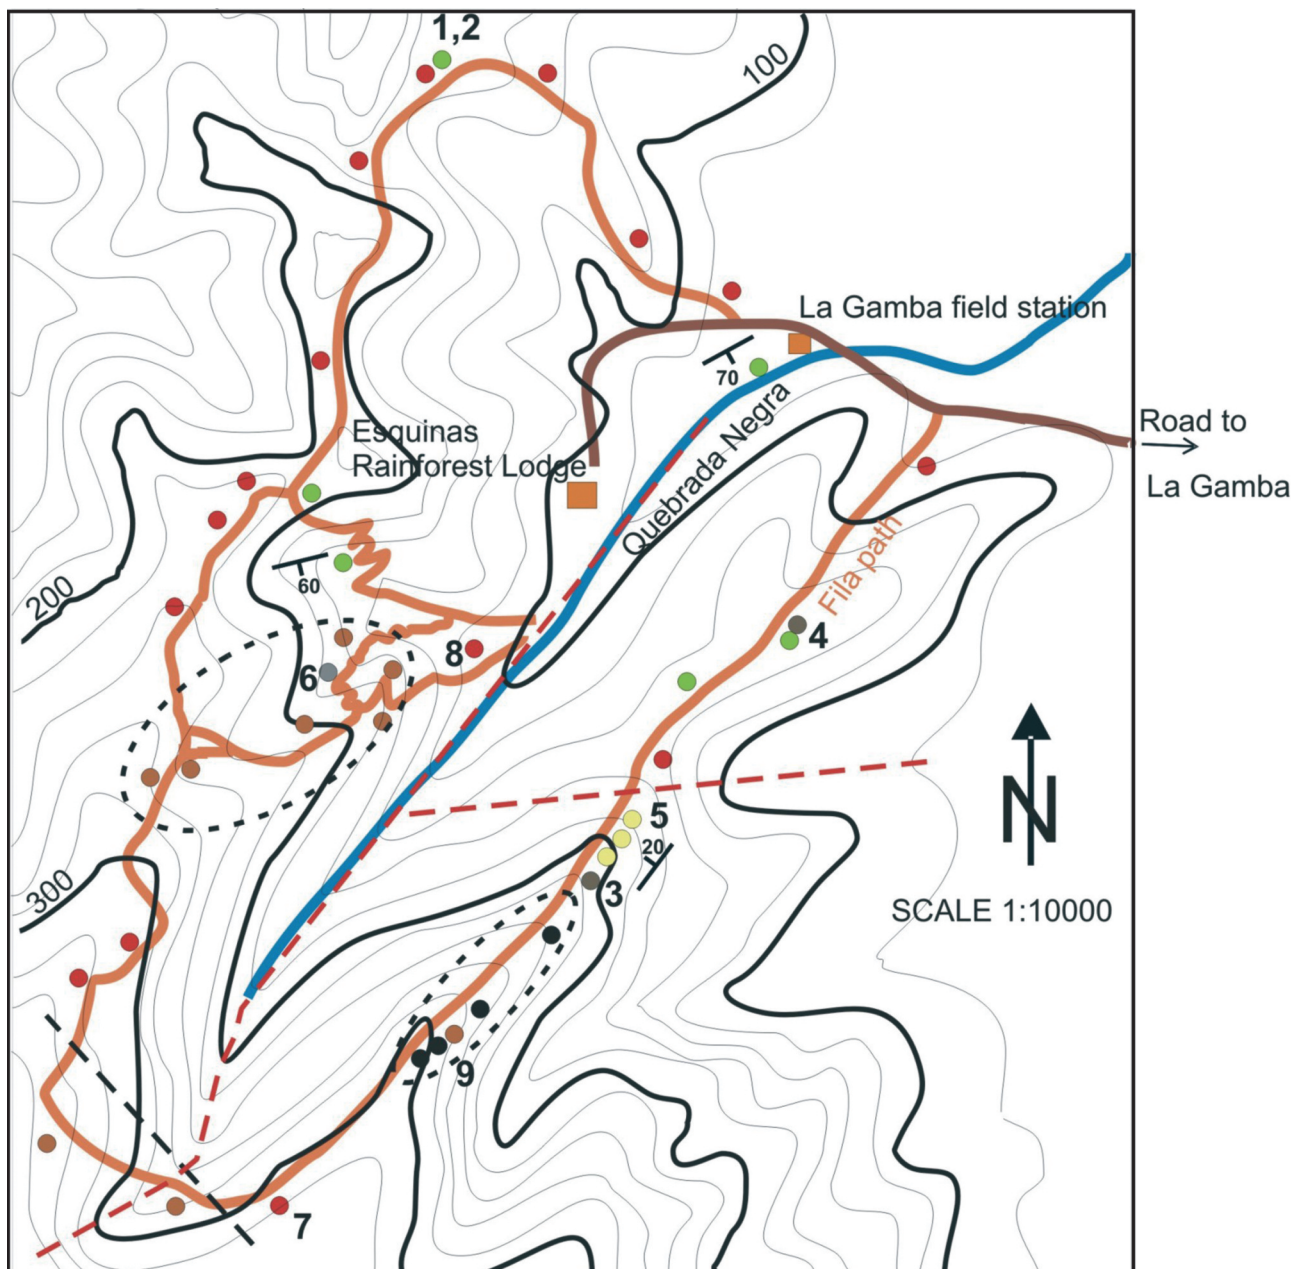 1,2
100
La Gamba field station
70
Quebrada Negra
Road to
La Gamba
Esquinas
Rainforest Lodge
Fila path
60
200
4
8
6
5
20
3
300
N
SCALE 1:10000
9
7